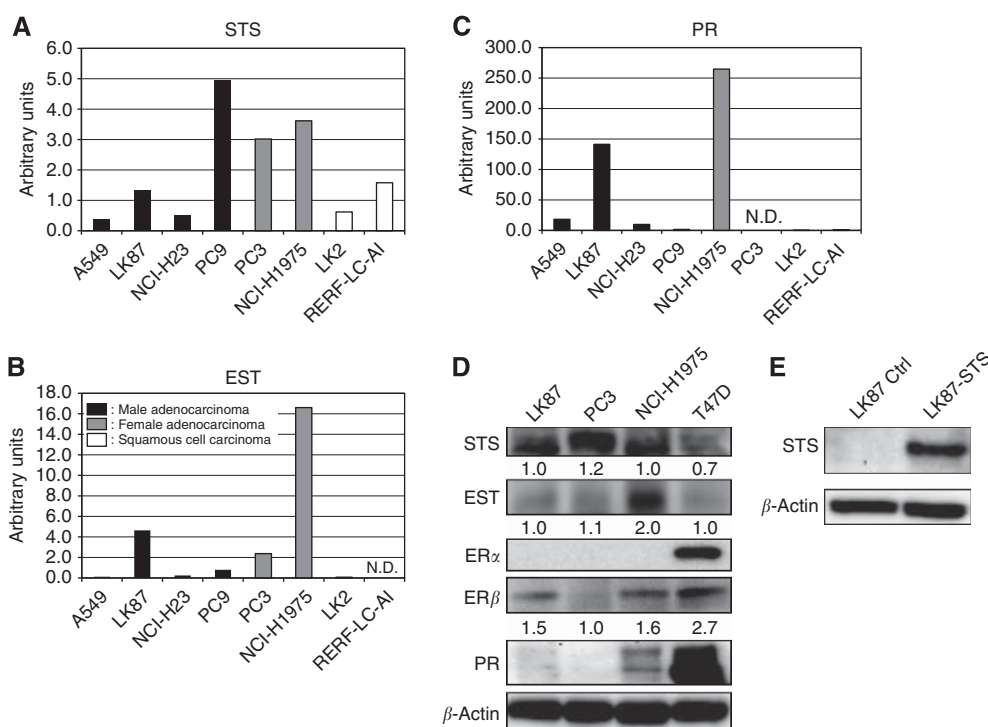 A
STS
Arbitrary units
6.0
5.0
4.0
3.0
2.0
1.0
0.0
A549
LK87
NCI-H23
PC9
PC3
NCI-H1975
LK2
RERF-LC-AI
C
PR
Arbitrary units
300.0
250.0
200.0
150.0
100.0
50.0
0.0
N.D.
A549
LK87
NCI-H23
PC9
NCI-H1975
PC3
LK2
RERF-LC-AI
B
EST
Arbitrary units
18.0
16.0
14.0
12.0
10.0
8.0
6.0
4.0
2.0
0.0
: Male adenocarcinoma
: Female adenocarcinoma
: Squamous cell carcinoma
N.D.
A549
LK87
NCI-H23
PC9
PC3
NCI-H1975
LK2
RERF-LC-AI
D
LK87 PC3 NCI-H1975 T47D
STS
1.0 1.2 1.0 0.7
EST
1.0 1.1 2.0 1.0
ERα
ERβ
1.5 1.0 1.6 2.7
PR
β-Actin
E
LK87 Ctrl LK87-STS
STS
β-Actin